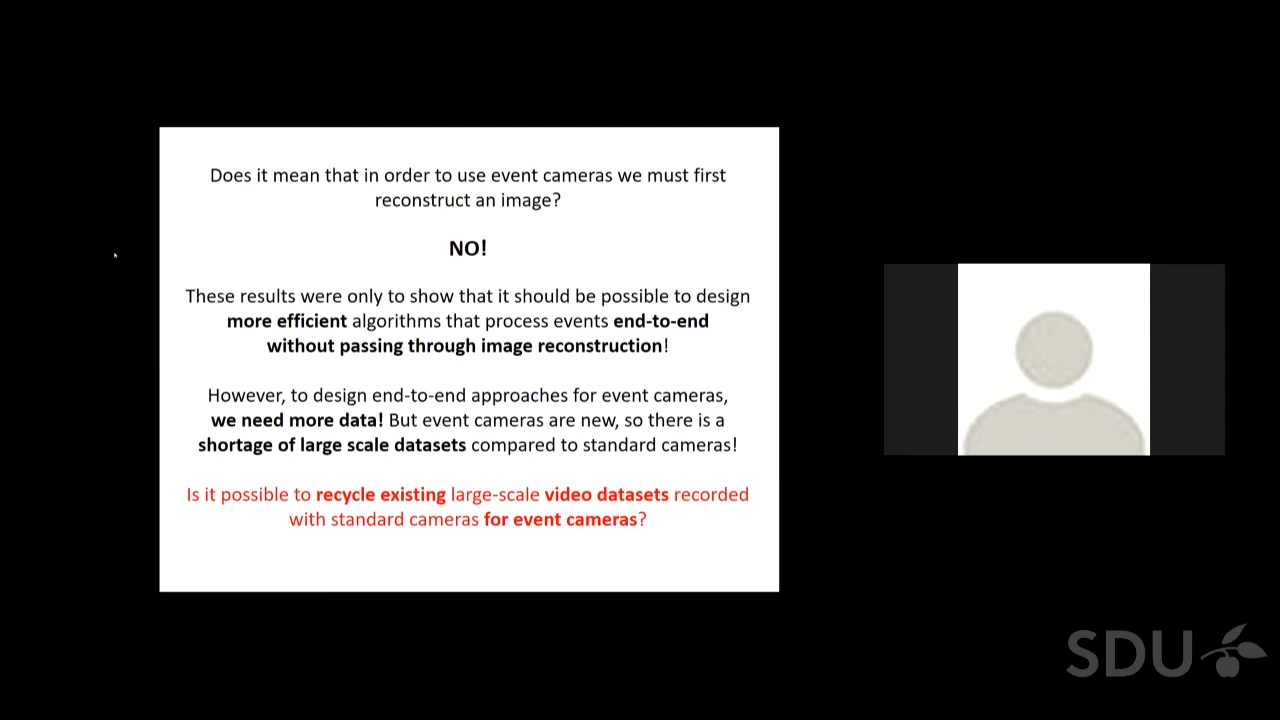 Does it mean that in order to use event cameras we must first
reconstruct an image?
NO!
These results were only to show that it should be possible to design
more efficient algorithms that process events end-to-end
without passing through image reconstruction!
However, to design end-to-end approaches for event cameras,
we need more data! But event cameras are new, so there is a
shortage of large scale datasets compared to standard cameras!
Is it possible to recycle existing large-scale video datasets recorded
with standard cameras for event cameras?
SDU